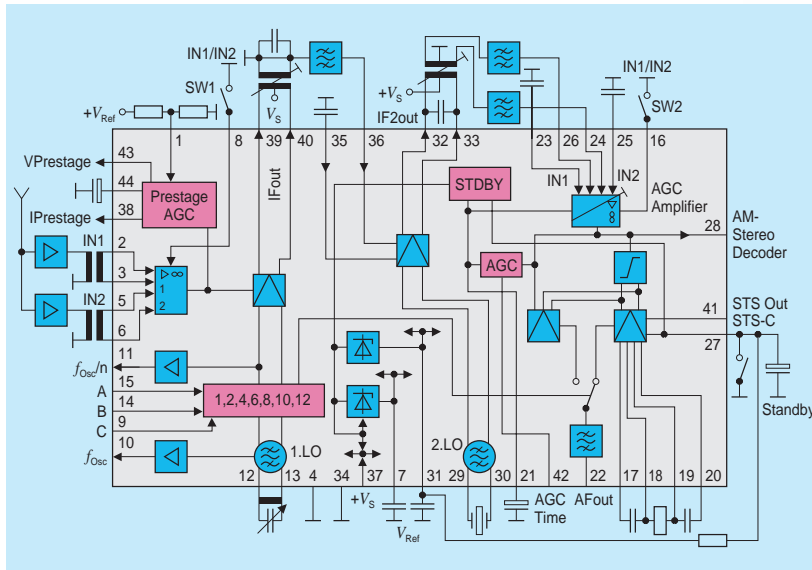 IN1/IN2
SW1
+VRef
VS
+VS
IF2out
IN1/IN2
SW2
1
8
39
40
35
36
32
33
23
26
24
25
16
43
VPrestage
44
38
IPrestage
Prestage
AGC
IFout
STDBY
IN1
IN2
8
AGC
Amplifier
28
AM-
Stereo
Decoder
AGC
IN1
2
3
IN2
5
6
∞
1
2
41
STS Out
STS-C
27
Standby
11
fOsc/n
15
A
14
B
C
9
10
fOsc
1,2,4,6,8,10,12
1.LO
2.LO
12
13
4
34
37
7
31
29
30
21
42
22
17
18
19
20
+VS
VRef
AGC
Time
AFout